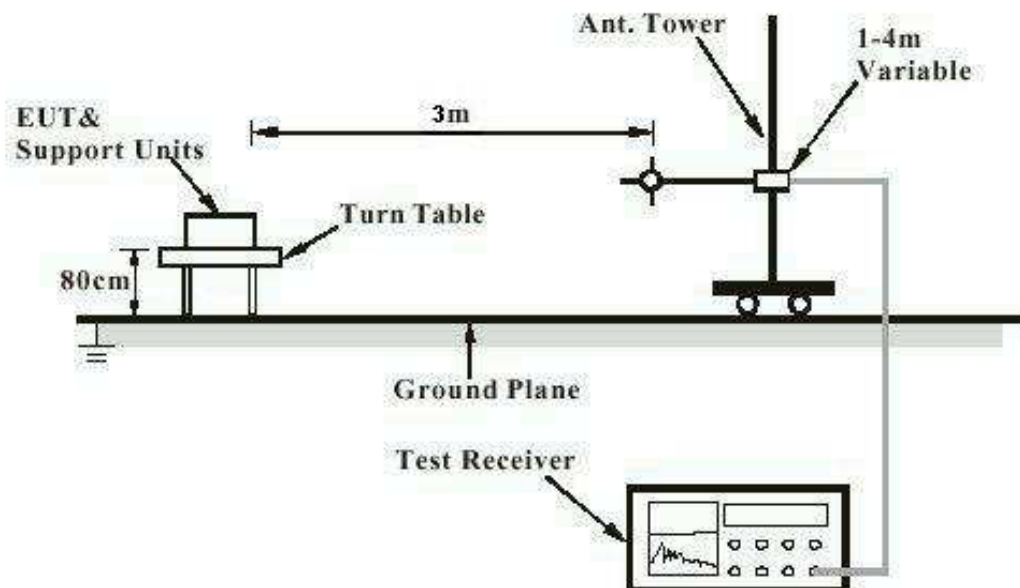 Ant. Tower
1-4m
Variable
EUT&
Support Units
3m
Turn Table
80cm
Ground Plane
Test Receiver